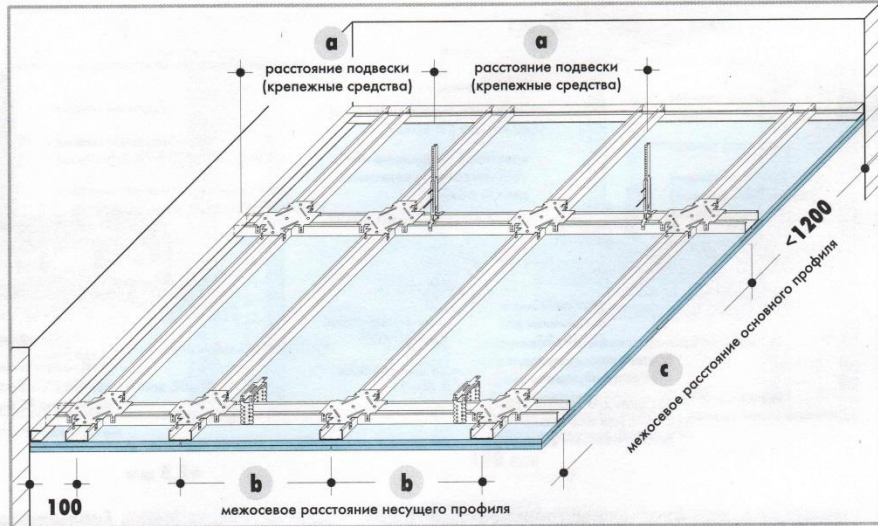 a
a
расстояние подвески
(крепежные средства)
расстояние подвески
(крепежные средства)
<1200
межосевое расстояние основного профиля
c
b
b
100
межосевое расстояние несущего профиля